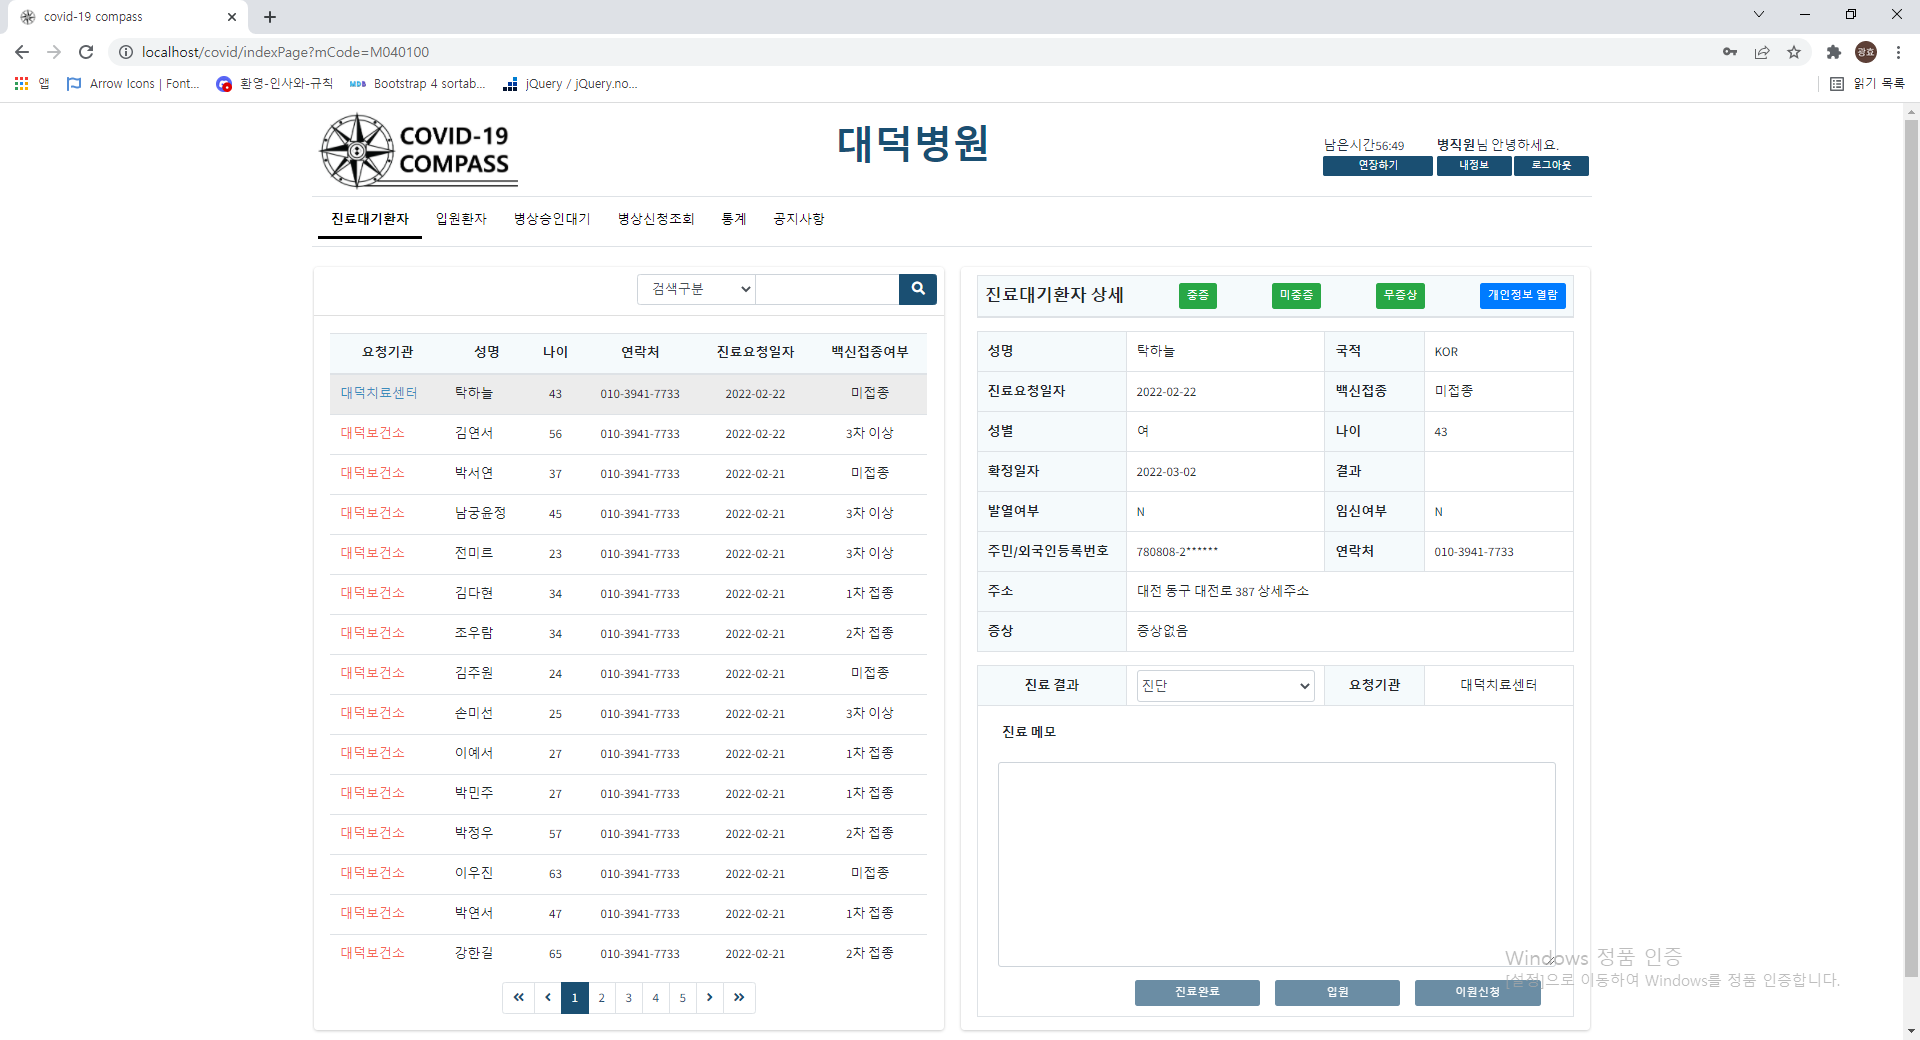 covid-19 compass
localhost/covid/indexPage?mCode=M040100
광효
앱 Arrow Icons | Font... 환영-인사와-규칙 MDB Bootstrap 4 sortab... jQuery / jQuery.no... 읽기 목록
COVID-19
COMPASS
대덕병원
남은시간56:49 병직원님 안녕하세요.
연장하기 내정보 로그아웃
진료대기환자 입원환자 병상승인대기 병상신청조회 통계 공지사항
검색구분
요청기관 성명 나이 연락처 진료요청일자 백신접종여부
대덕치료센터 탁하늘 43 010-3941-7733 2022-02-22 미접종
대덕보건소 김연서 56 010-3941-7733 2022-02-22 3차 이상
대덕보건소 박서연 37 010-3941-7733 2022-02-21 미접종
대덕보건소 남궁윤정 45 010-3941-7733 2022-02-21 3차 이상
대덕보건소 전미르 23 010-3941-7733 2022-02-21 3차 이상
대덕보건소 김다현 34 010-3941-7733 2022-02-21 1차 접종
대덕보건소 조우람 34 010-3941-7733 2022-02-21 2차 접종
대덕보건소 김주원 24 010-3941-7733 2022-02-21 미접종
대덕보건소 손미선 25 010-3941-7733 2022-02-21 3차 이상
대덕보건소 이예서 27 010-3941-7733 2022-02-21 1차 접종
대덕보건소 박민주 27 010-3941-7733 2022-02-21 1차 접종
대덕보건소 박정우 57 010-3941-7733 2022-02-21 2차 접종
대덕보건소 이우진 63 010-3941-7733 2022-02-21 미접종
대덕보건소 박연서 47 010-3941-7733 2022-02-21 1차 접종
대덕보건소 강한길 65 010-3941-7733 2022-02-21 2차 접종
« ‹ 1 2 3 4 5 › »
진료대기환자 상세 중증 미중증 무증상 개인정보 열람
성명 탁하늘 국적 KOR
진료요청일자 2022-02-22 백신접종 미접종
성별 여 나이 43
확정일자 2022-03-02 결과
발열여부 N 임신여부 N
주민/외국인등록번호 780808-2****** 연락처 010-3941-7733
주소 대전 동구 대전로 387 상세주소
증상 증상없음
진료 결과 진단 요청기관 대덕치료센터
진료 메모
진료완료 입원 이원신청
Windows 정품 인증
[설정]으로 이동하여 Windows를 정품 인증합니다.